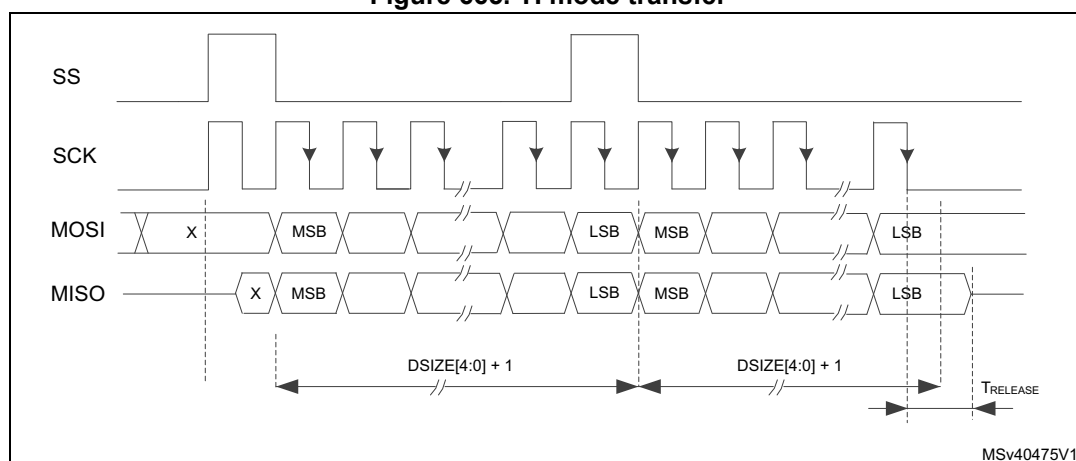 Figure TI mode transfer
SS
SCK
MOSI X MSB LSB MSB LSB
MISO X MSB LSB MSB LSB
DSIZE[4:0] + 1 DSIZE[4:0] + 1
TRELEASE
MSv40475V1